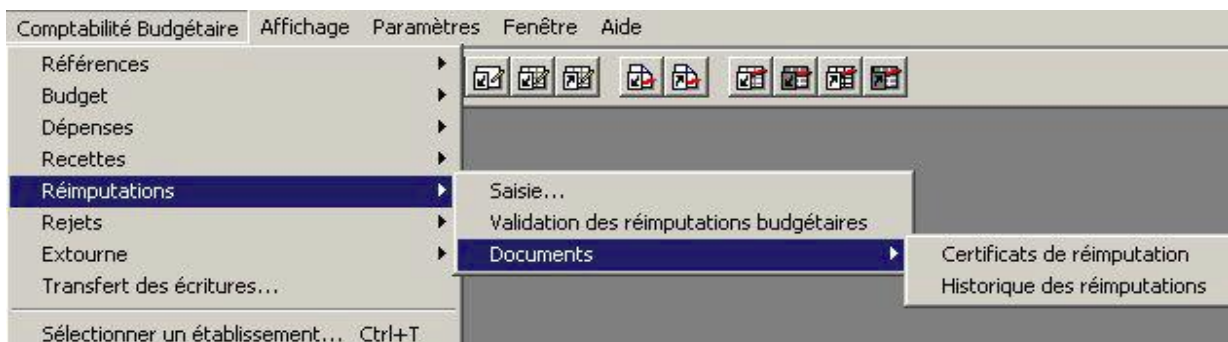 Comptabilité Budgétaire Affichage Paramètres Fenêtre Aide
Références
Budget
Dépenses
Recettes
Réimputations
Saisie...
Rejets
Validation des réimputations budgétaires
Extourne
Documents
Certificats de réimputation
Transfert des écritures...
Historique des réimputations
Sélectionner un établissement... Ctrl+T